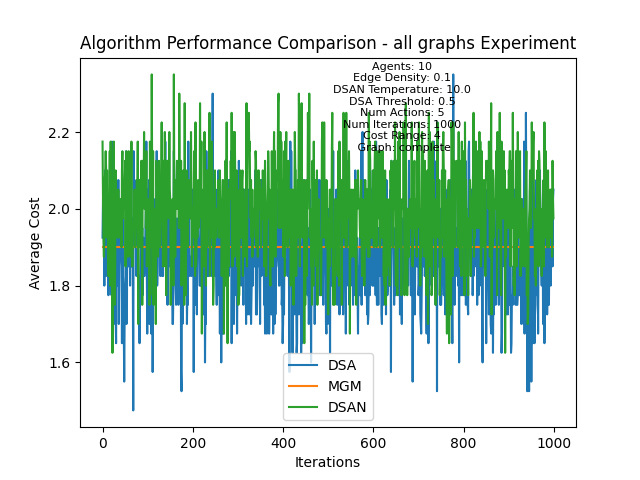 Algorithm Performance Comparison - all graphs Experiment
Agents: 10
Edge Density: 0.1
DSAN Temperature: 10.0
DSA Threshold: 0.5
Num Actions: 5
Num Iterations: 1000
Cost Range: 4
Graph: complete
Average Cost
2.2
2.0
1.8
1.6
DSA
MGM
DSAN
0 200 400 600 800 1000
Iterations